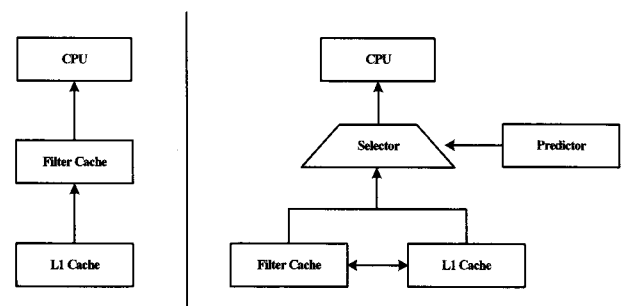 CPU
Filter Cache
L1 Cache
CPU
Selector
Predictor
Filter Cache
L1 Cache